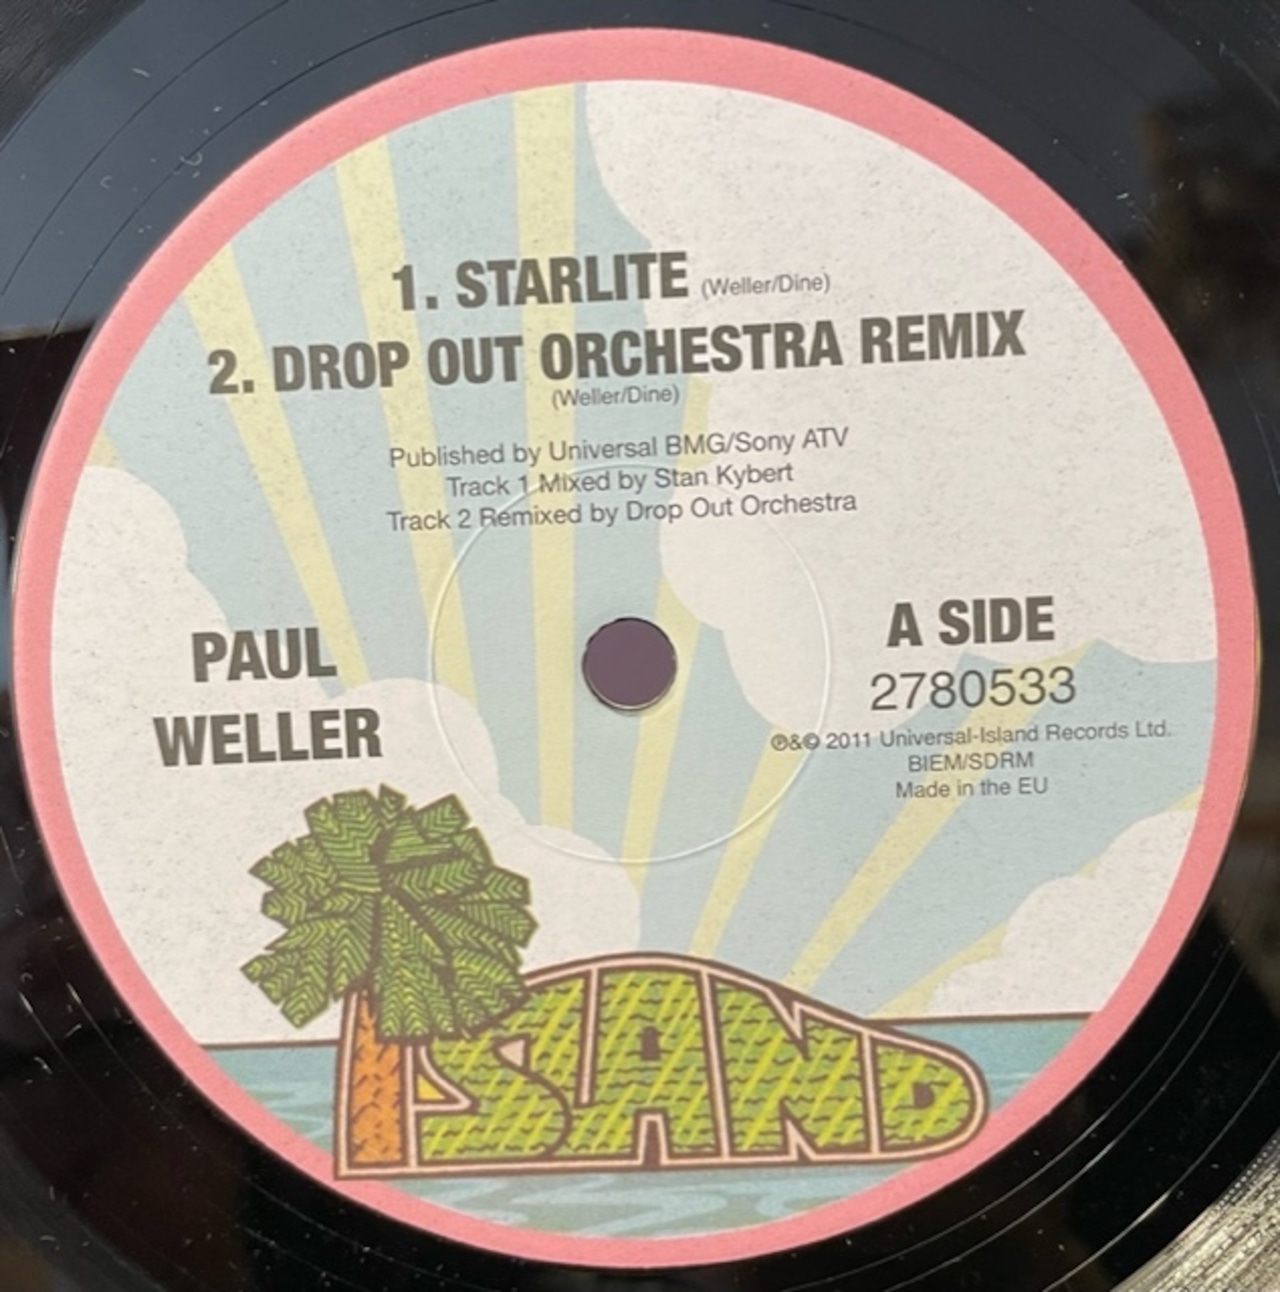 1. STARLITE (Weller/Dine)
2. DROP OUT ORCHESTRA REMIX
(Weller/Dine)
Published by Universal BMG/Sony ATV
Track 1 Mixed by Stan Kybert
Track 2 Remixed by Drop Out Orchestra
PAUL
WELLER
A SIDE
2780533
℗&© 2011 Universal-Island Records Ltd.
BIEM/SDRM
Made in the EU
ISLAND